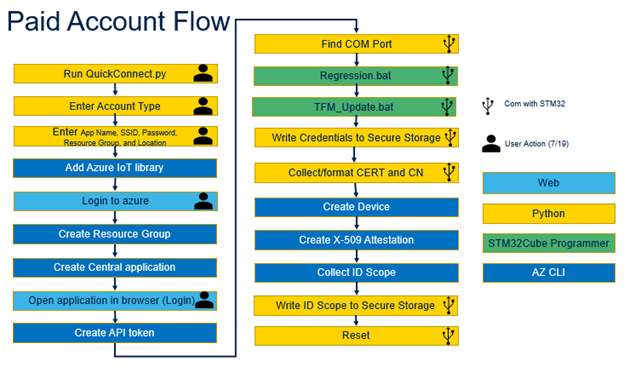 Paid Account Flow
Run QuickConnect.py
Enter Account Type
Enter App Name, SSID, Password,
Resource Group, and Location
Add Azure IoT library
Login to azure
Create Resource Group
Create Central application
Open application in browser (Login)
Create API token
Find COM Port
Regression.bat
TFM_Update.bat
Write Credentials to Secure Storage
Collect/format CERT and CN
Create Device
Create X-509 Attestation
Collect ID Scope
Write ID Scope to Secure Storage
Reset
Com with STM32
User Action (7/19)
Web
Python
STM32Cube Programmer
AZ CLI